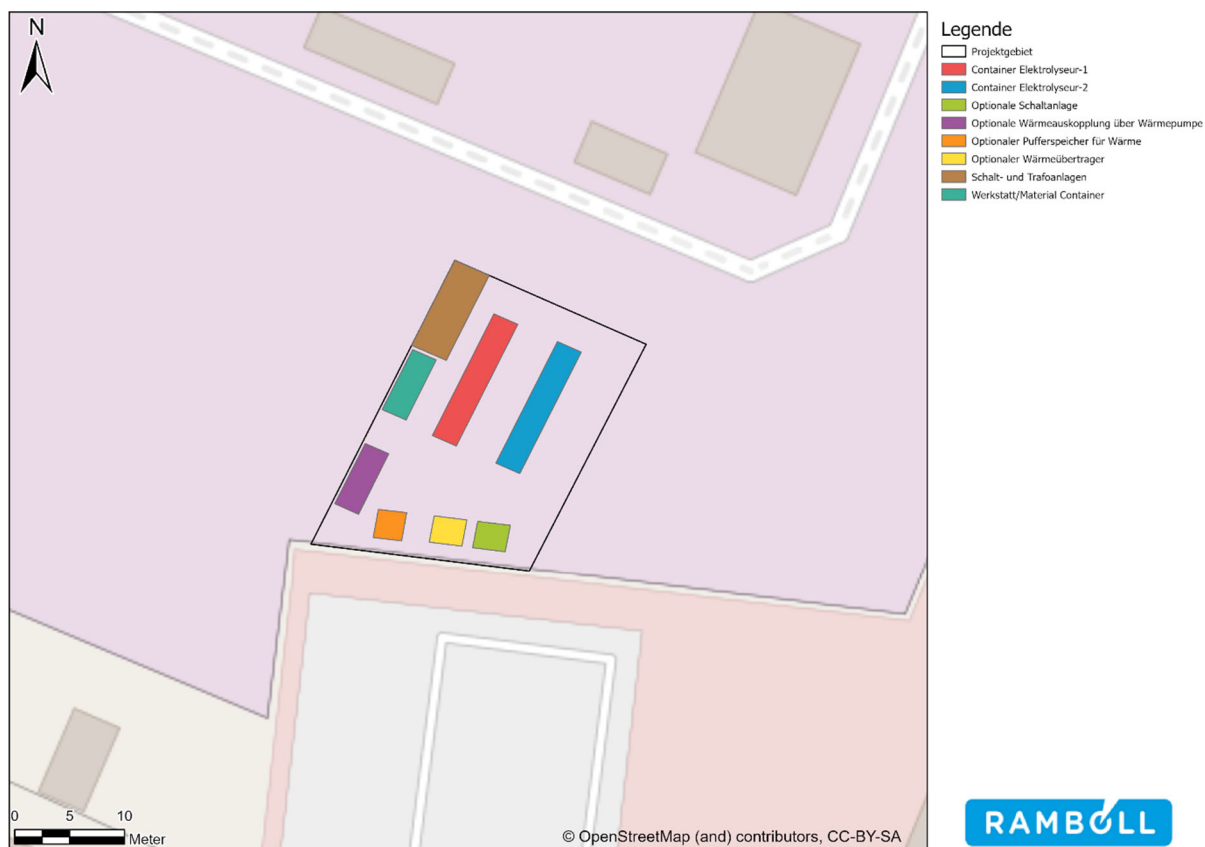 N
Legende
Projektgebiet
Container Elektrolyseur-1
Container Elektrolyseur-2
Optionale Schaltanlage
Optionale Wärmeauskopplung über Wärmepumpe
Optionaler Pufferspeicher für Wärme
Optionaler Wärmeübertrager
Schalt- und Trafoanlagen
Werkstatt/Material Container
0 5 10
Meter
© OpenStreetMap (and) contributors, CC-BY-SA
RAMBOLL